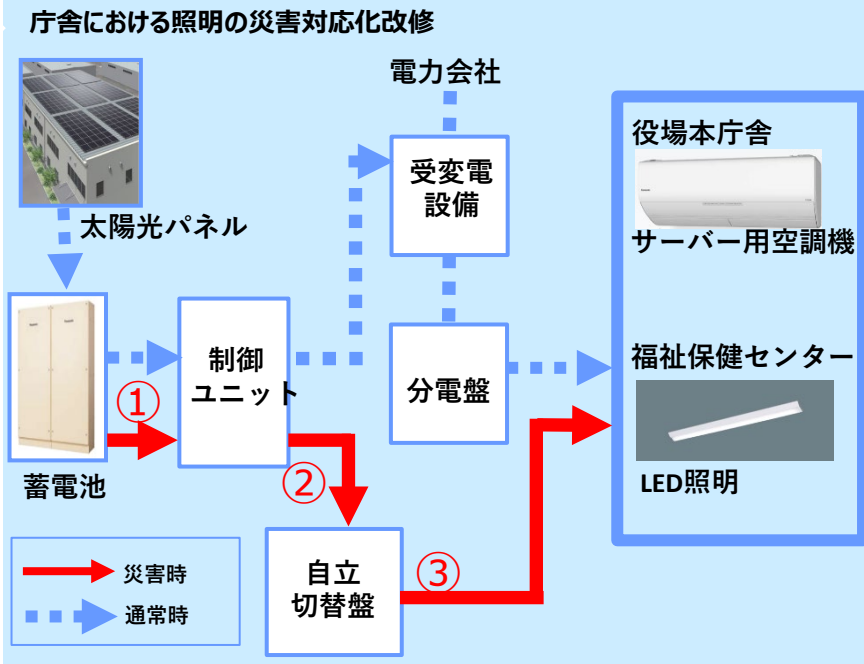 庁舎における照明の災害対応化改修
電力会社
太陽光パネル
受変電
設備
役場本庁舎
サーバー用空調機
制御
ユニット
分電盤
福祉保健センター
LED照明
①
蓄電池
②
自立
切替盤
③
災害時
通常時